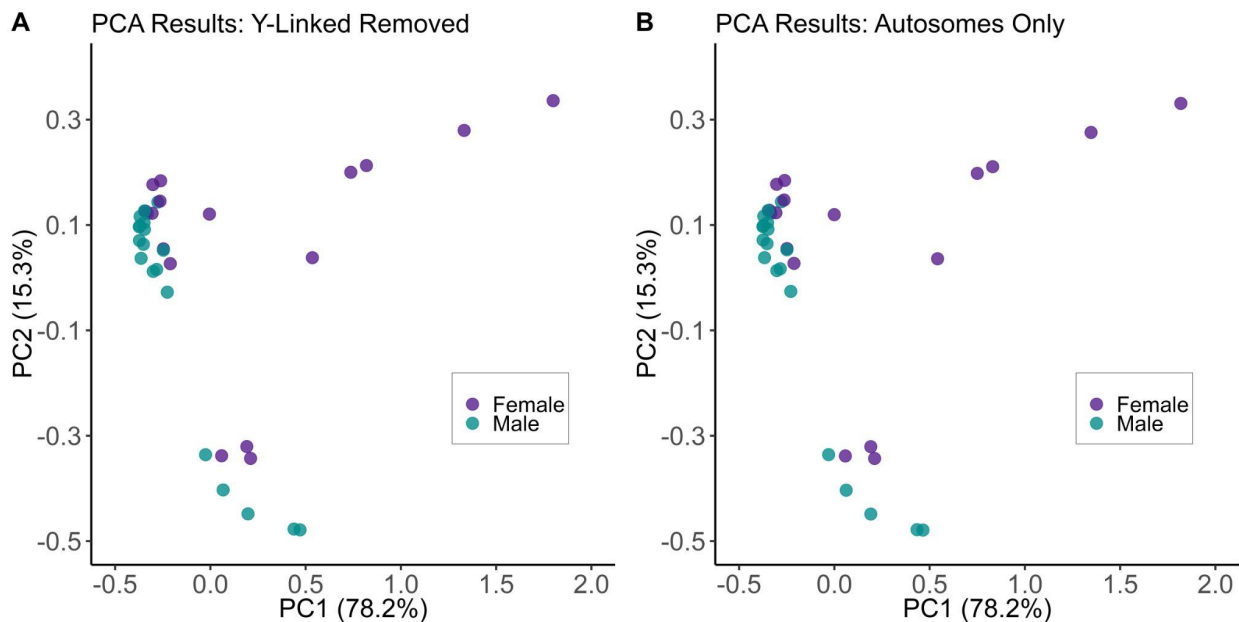 A PCA Results: Y-Linked Removed
PC2 (15.3%)
0.3
0.1
-0.1
-0.3
-0.5
Female
Male
-0.5 0.0 0.5 1.0 1.5 2.0
PC1 (78.2%)
B PCA Results: Autosomes Only
PC2 (15.3%)
0.3
0.1
-0.1
-0.3
-0.5
Female
Male
-0.5 0.0 0.5 1.0 1.5 2.0
PC1 (78.2%)